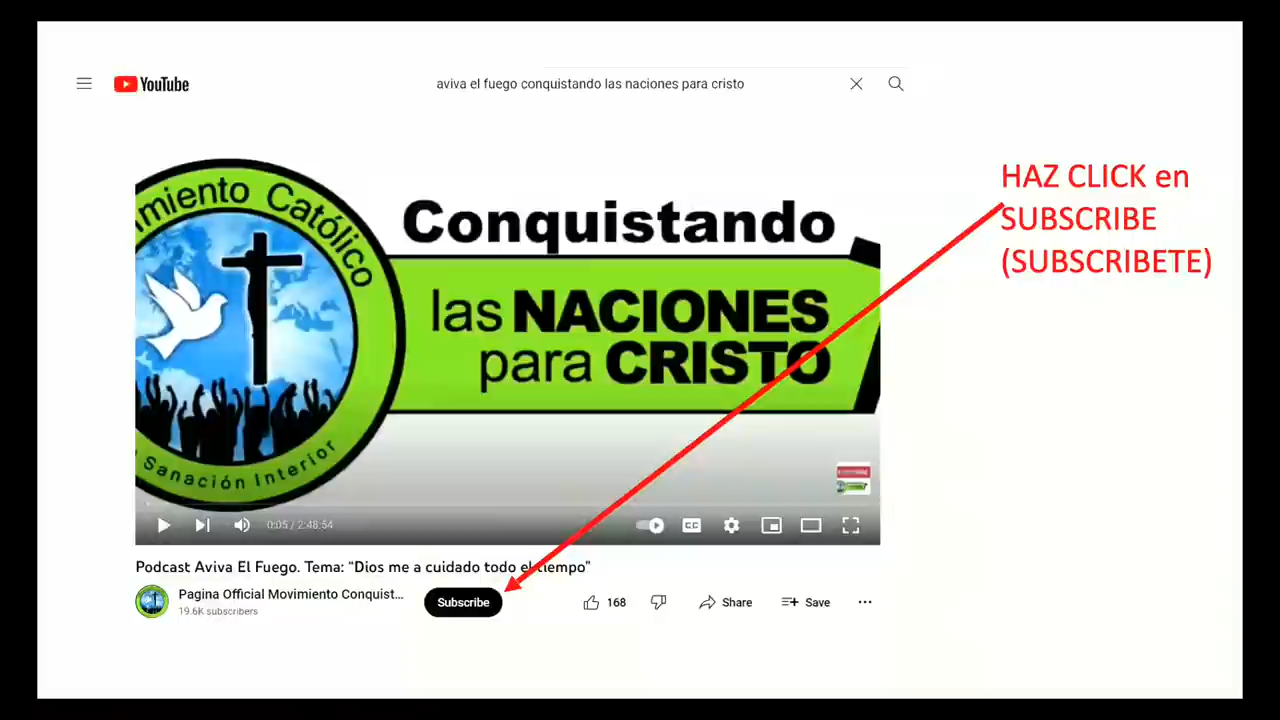 YouTube
aviva el fuego conquistando las naciones para cristo
HAZ CLICK en
SUBSCRIBE
(SUBSCRIBETE)
miento Católico
Conquistando
las NACIONES
para CRISTO
Sanación Interior
0:05 / 2:48:54
CC
Podcast Aviva El Fuego. Tema: “Dios me a cuidado todo el tiempo”
Pagina Official Movimiento Conquist...
19.6K subscribers
Subscribe
168
Share
Save